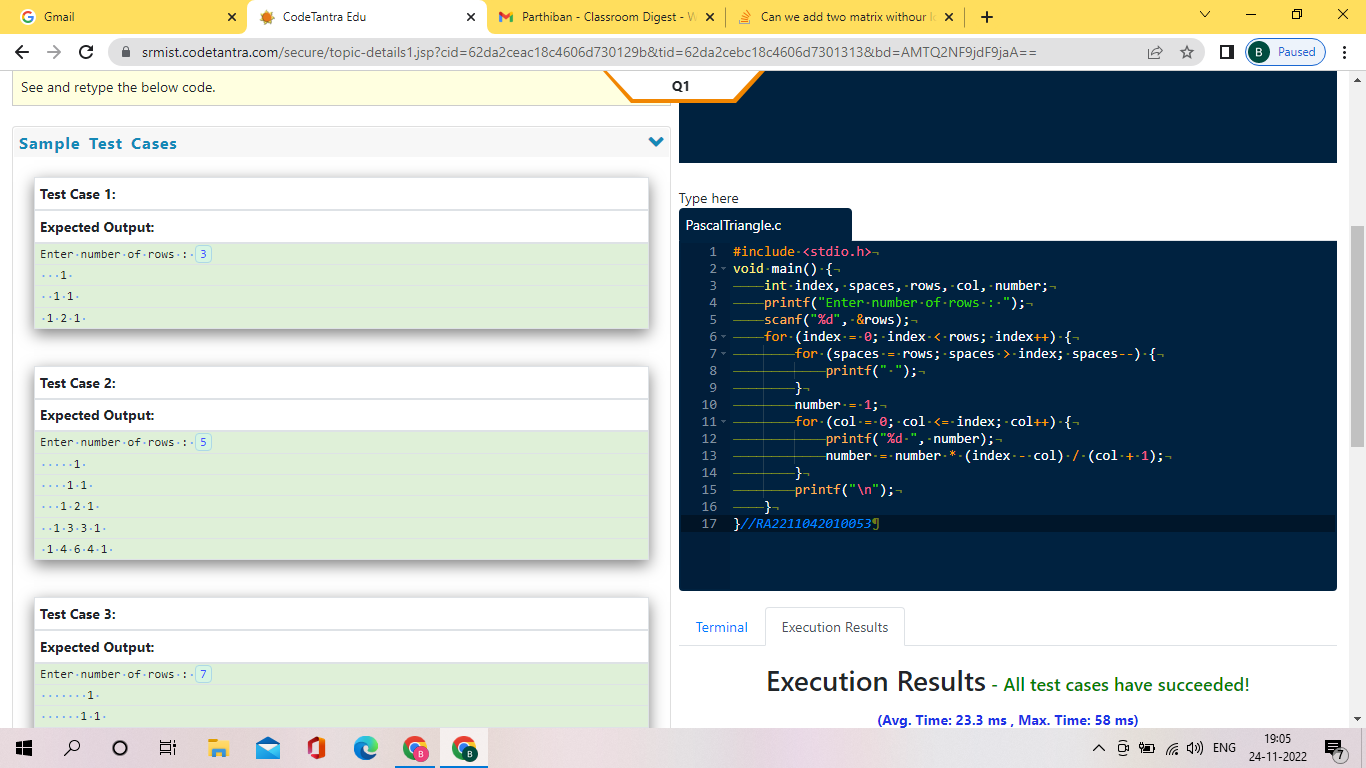 Gmail
CodeTantra Edu
Parthiban - Classroom Digest - W
Can we add two matrix withour l
srmist.codetantra.com/secure/topic-details1.jsp?cid=62da2ceac18c4606d730129b&tid=62da2cebc18c4606d7301313&bd=AMTQ2NF9jdF9jaA==
B Paused
See and retype the below code.
Q1
Sample Test Cases
Test Case 1:
Expected Output:
Enter·number·of·rows·:· 3
···1·
··1·1·
·1·2·1·
Test Case 2:
Expected Output:
Enter·number·of·rows·:· 5
·····1·
····1·1·
···1·2·1·
··1·3·3·1·
·1·4·6·4·1·
Test Case 3:
Expected Output:
Enter·number·of·rows·:· 7
·······1·
······1·1·
Type here
PascalTriangle.c
1 #include·<stdio.h>¬
2 void·main()·{¬
3 int·index,·spaces,·rows,·col,·number;¬
4 printf("Enter·number·of·rows·:·");¬
5 scanf("%d",·&rows);¬
6 for·(index·=·0;·index·<·rows;·index++)·{¬
7 for·(spaces·=·rows;·spaces·>·index;·spaces--)·{¬
8 printf("·");¬
9 }¬
10 number·=·1;¬
11 for·(col·=·0;·col·<=·index;·col++)·{¬
12 printf("%d·",·number);¬
13 number·=·number·*·(index·-·col)·/·(col·+·1);¬
14 }¬
15 printf("\n");¬
16 }¬
17 }//RA2211042010053¶
Terminal
Execution Results
Execution Results - All test cases have succeeded!
(Avg. Time: 23.3 ms , Max. Time: 58 ms)
B
B
ENG
19:05
24-11-2022
7